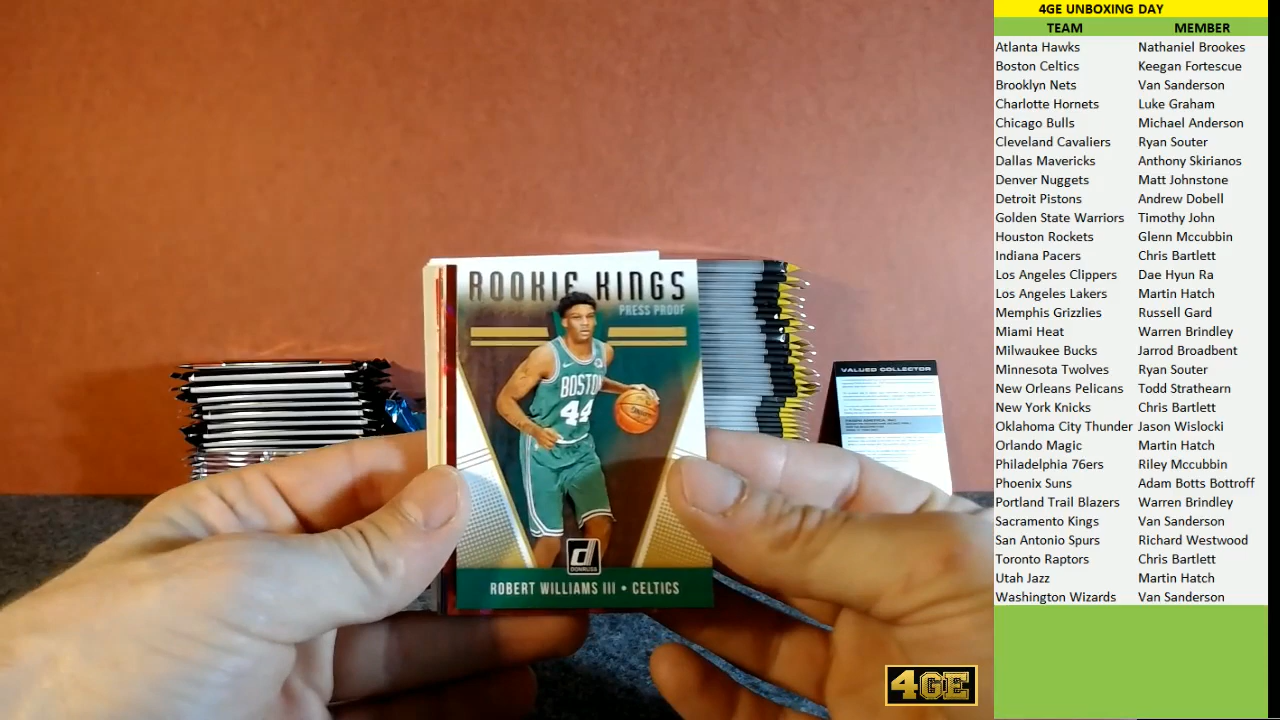 4GE UNBOXING DAY
TEAM MEMBER
Atlanta Hawks Nathaniel Brookes
Boston Celtics Keegan Fortescue
Brooklyn Nets Van Sanderson
Charlotte Hornets Luke Graham
Chicago Bulls Michael Anderson
Cleveland Cavaliers Ryan Souter
Dallas Mavericks Anthony Skirianos
Denver Nuggets Matt Johnstone
Detroit Pistons Andrew Dobell
Golden State Warriors Timothy John
Houston Rockets Glenn Mccubbin
Indiana Pacers Chris Bartlett
Los Angeles Clippers Dae Hyun Ra
Los Angeles Lakers Martin Hatch
Memphis Grizzlies Russell Gard
Miami Heat Warren Brindley
Milwaukee Bucks Jarrod Broadbent
Minnesota Twolves Ryan Souter
New Orleans Pelicans Todd Strathearn
New York Knicks Chris Bartlett
Oklahoma City Thunder Jason Wislocki
Orlando Magic Martin Hatch
Philadelphia 76ers Riley Mccubbin
Phoenix Suns Adam Botts Bottroff
Portland Trail Blazers Warren Brindley
Sacramento Kings Van Sanderson
San Antonio Spurs Richard Westwood
Toronto Raptors Chris Bartlett
Utah Jazz Martin Hatch
Washington Wizards Van Sanderson
ROOKIE KINGS
PRESS PROOF
BOSTON
44
d
DONRUSS
ROBERT WILLIAMS III • CELTICS
VALUED COLLECTOR
4GE